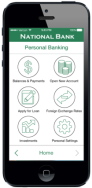 NATIONAL BANK
Personal Banking
Balances & Payments
Open New Account
Apply for Loan
Foreign Exchange Rates
Investments
Personal Settings
Home